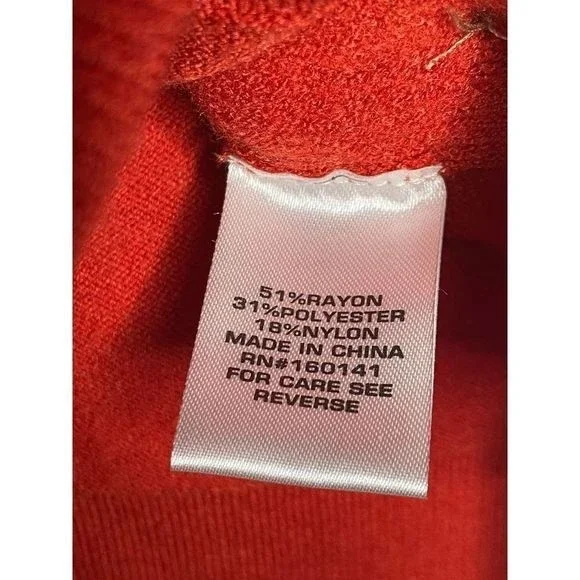 51%RAYON
31%POLYESTER
18%NYLON
MADE IN CHINA
RN#160141
FOR CARE SEE
REVERSE